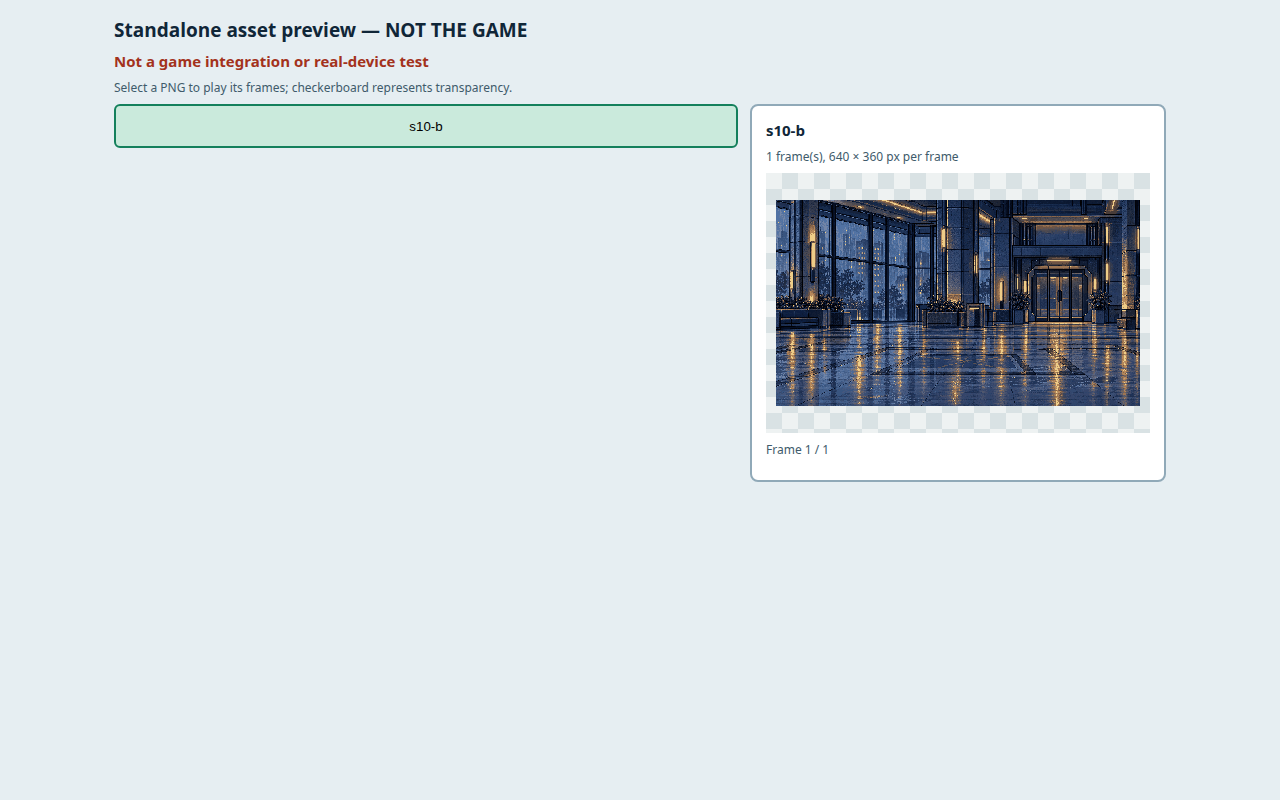 Standalone asset preview — NOT THE GAME
Not a game integration or real-device test
Select a PNG to play its frames; checkerboard represents transparency.
s10-b
s10-b
1 frame(s), 640 × 360 px per frame
Frame 1 / 1